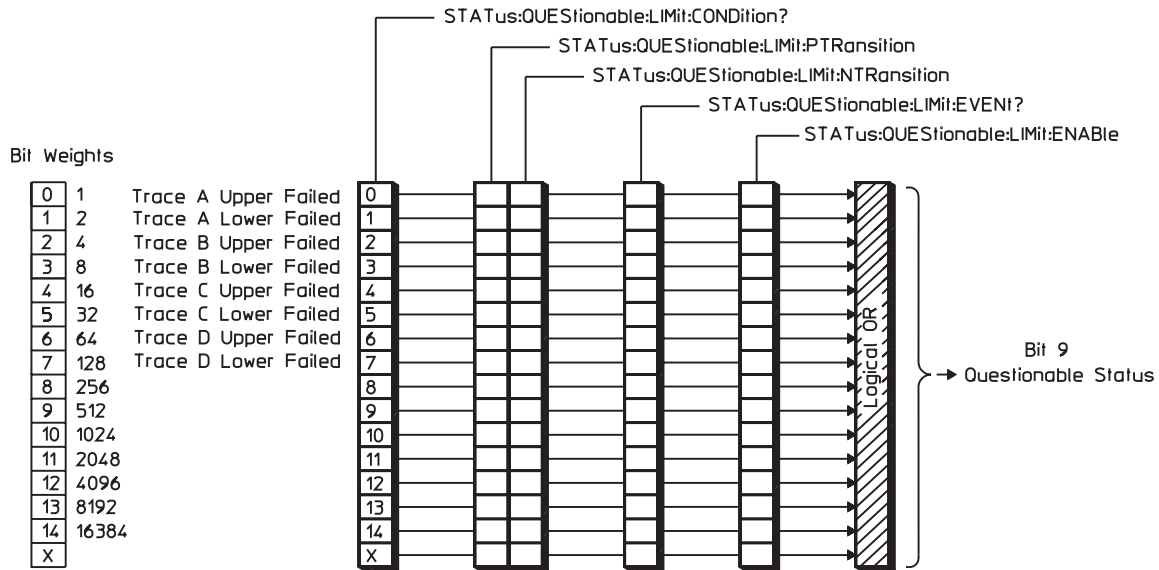 STATus:QUEStionable:LIMit:CONDition?
STATus:QUEStionable:LIMit:PTRansition
STATus:QUEStionable:LIMit:NTRansition
STATus:QUEStionable:LIMit:EVENt?
STATus:QUEStionable:LIMit:ENABle
Bit Weights
0 1 Trace A Upper Failed 0
1 2 Trace A Lower Failed 1
2 4 Trace B Upper Failed 2
3 8 Trace B Lower Failed 3
4 16 Trace C Upper Failed 4
5 32 Trace C Lower Failed 5
6 64 Trace D Upper Failed 6
7 128 Trace D Lower Failed 7
8 256 8
9 512 9
10 1024 10
11 2048 11
12 4096 12
13 8192 13
14 16384 14
X X
Logical OR
Bit 9
Questionable Status